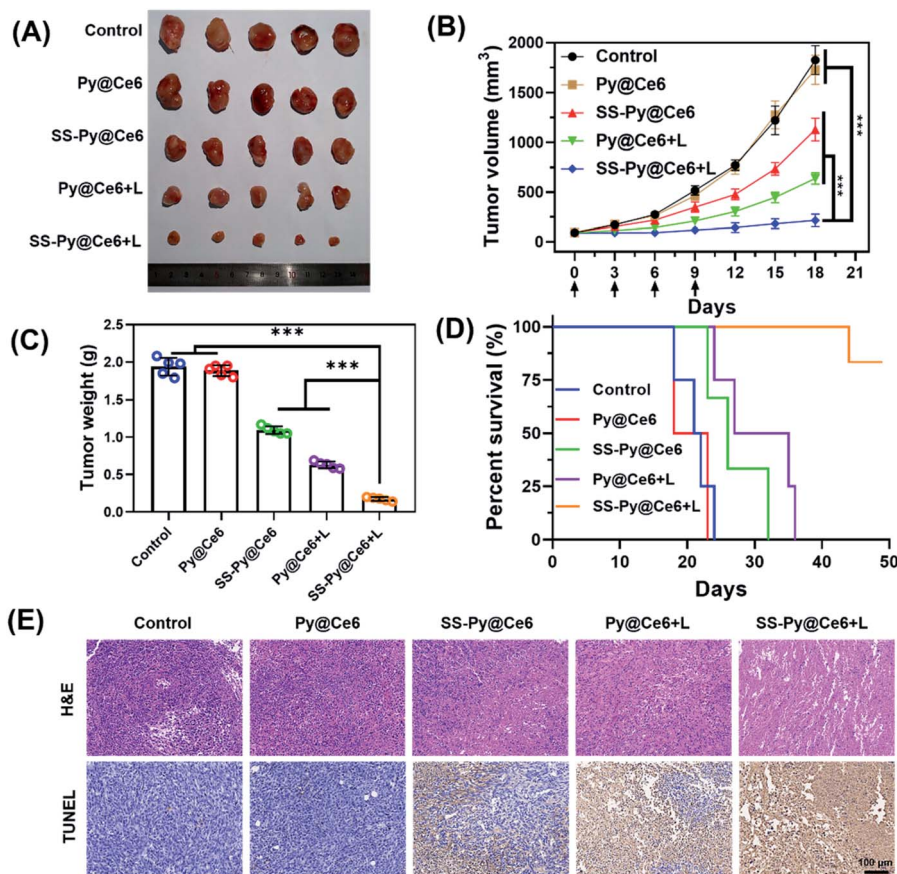 (A)
Control
Py@Ce6
SS-Py@Ce6
Py@Ce6+L
SS-Py@Ce6+L
(B)
Tumor volume (mm³)
2000
1500
1000
500
0
Control
Py@Ce6
SS-Py@Ce6
Py@Ce6+L
SS-Py@Ce6+L
***
***
0 3 6 9 12 15 18 21
Days
(C)
Tumor weight (g)
2.5
2.0
1.5
1.0
0.5
0.0
***
***
Control
Py@Ce6
SS-Py@Ce6
Py@Ce6+L
SS-Py@Ce6+L
(D)
Percent survival (%)
100
75
50
25
0
Control
Py@Ce6
SS-Py@Ce6
Py@Ce6+L
SS-Py@Ce6+L
0 10 20 30 40 50
Days
(E)
Control Py@Ce6 SS-Py@Ce6 Py@Ce6+L SS-Py@Ce6+L
H&E
TUNEL
100 μm